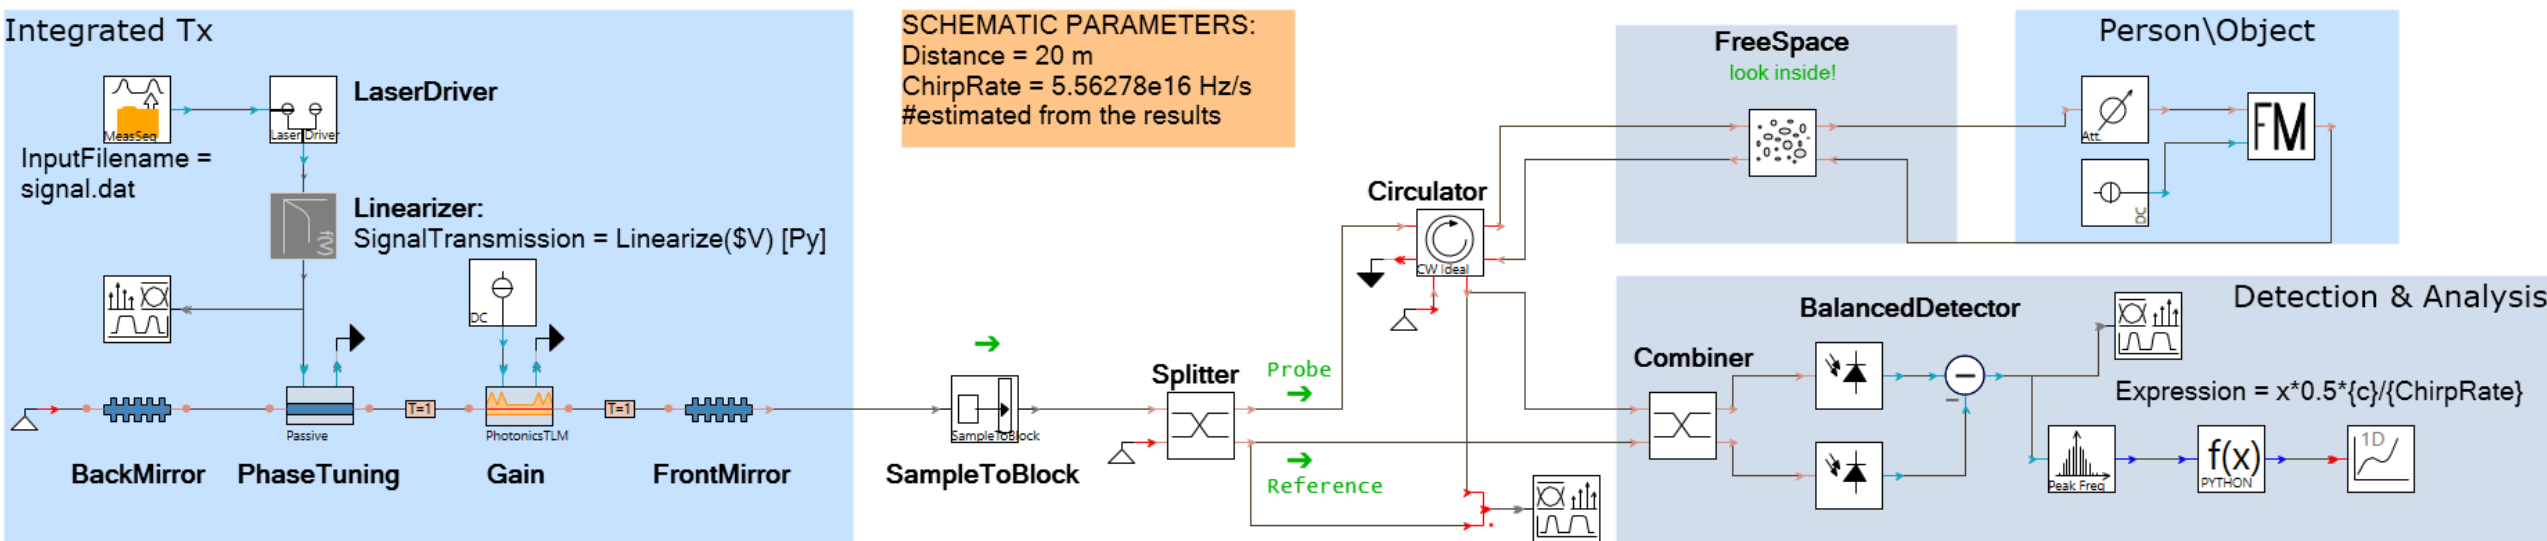 Integrated Tx
MeasSeq
InputFilename =
signal.dat
LaserDriver
LaserDriver
Linearizer:
SignalTransmission = Linearize($V) [Py]
f(V)
DC
Passive
T=1
PhotonicsTLM
T=1
BackMirror
PhaseTuning
Gain
FrontMirror
SCHEMATIC PARAMETERS:
Distance = 20 m
ChirpRate = 5.56278e16 Hz/s
#estimated from the results
SampleToBlock
SampleToBlock
Splitter
Probe
Reference
Circulator
CW Ideal
FreeSpace
look inside!
Person\Object
Att.
DC
FM
Detection & Analysis
BalancedDetector
Combiner
Expression = x*0.5*{c}/{ChirpRate}
Peak Freq
f(x)
PYTHON
1D